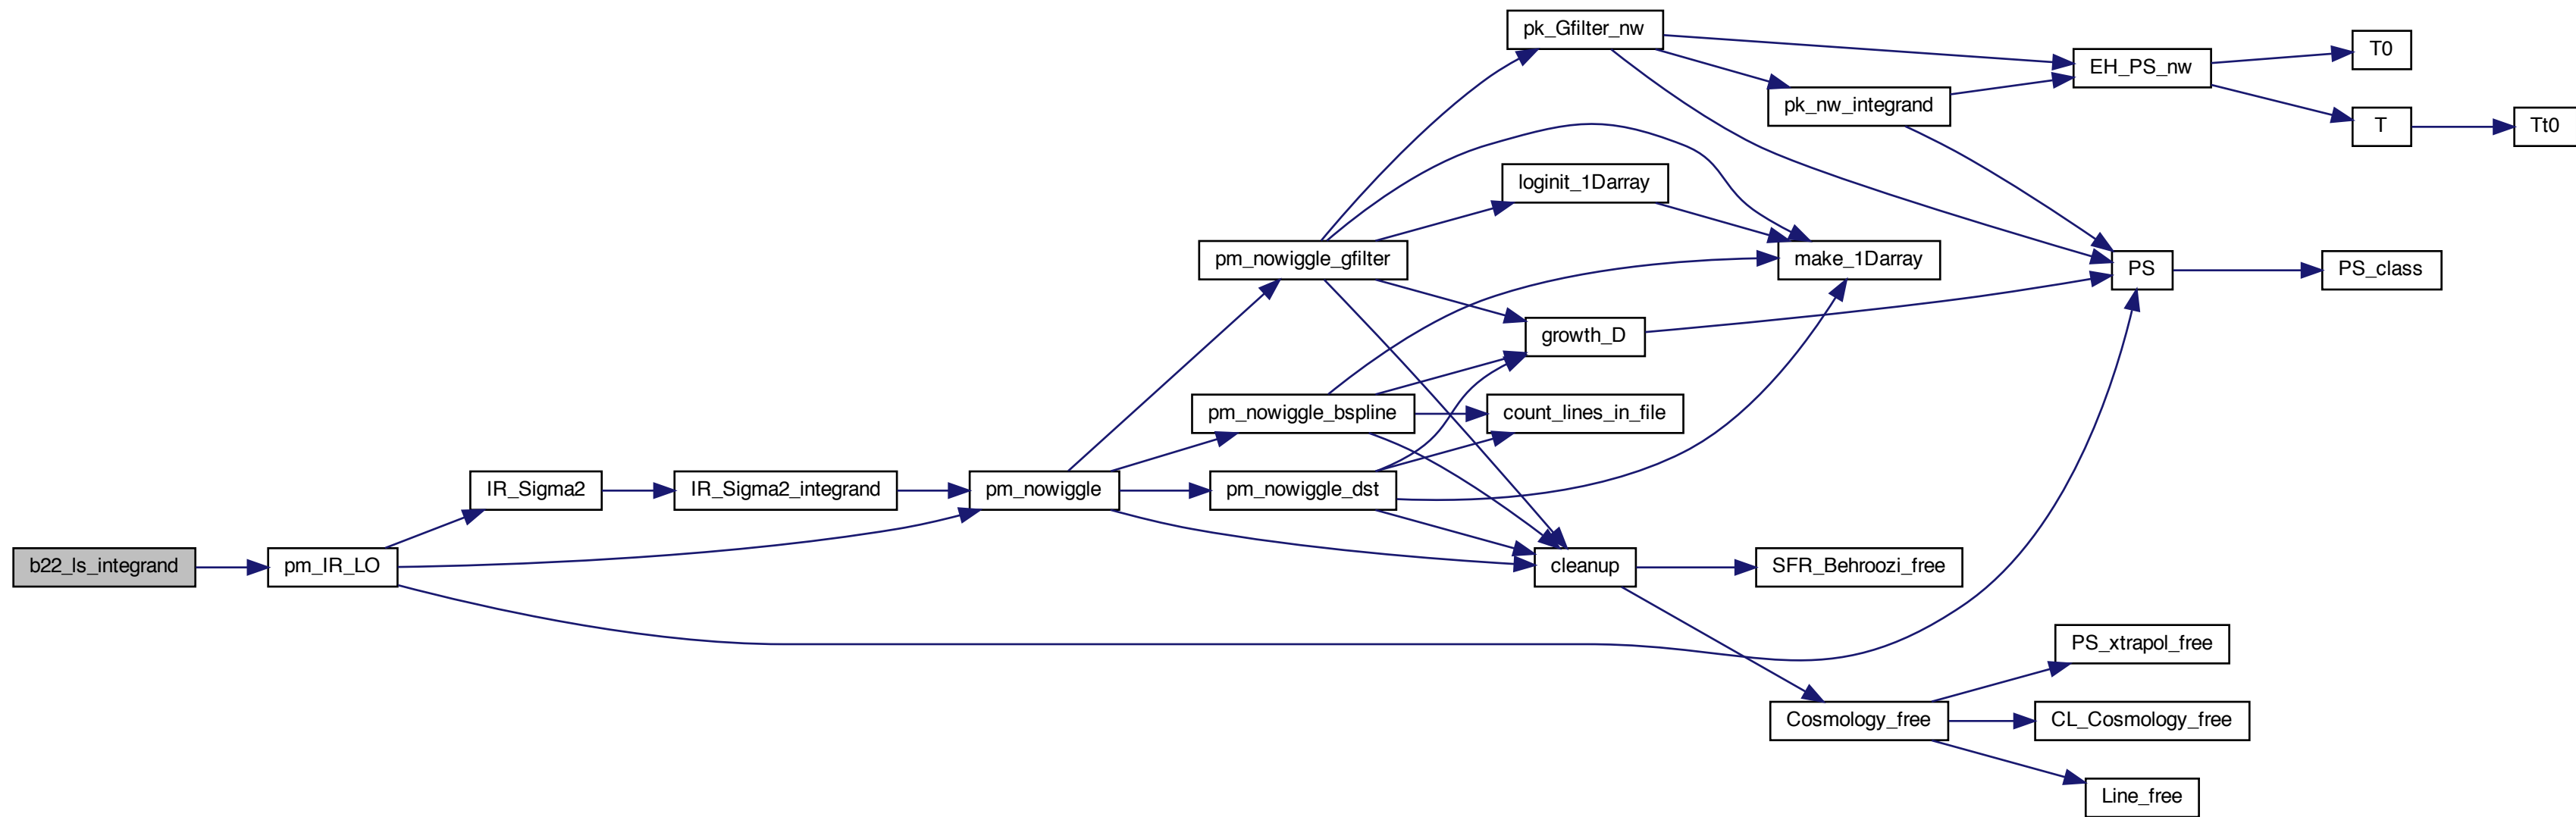 pk_Gfilter_nw
T0
EH_PS_nw
pk_nw_integrand
T
Tt0
loginit_1Darray
pm_nowiggle_gfilter
make_1Darray
PS
PS_class
growth_D
pm_nowiggle_bspline
count_lines_in_file
IR_Sigma2
IR_Sigma2_integrand
pm_nowiggle
pm_nowiggle_dst
b22_ls_integrand
pm_IR_LO
cleanup
SFR_Behroozi_free
PS_xtrapol_free
Cosmology_free
CL_Cosmology_free
Line_free